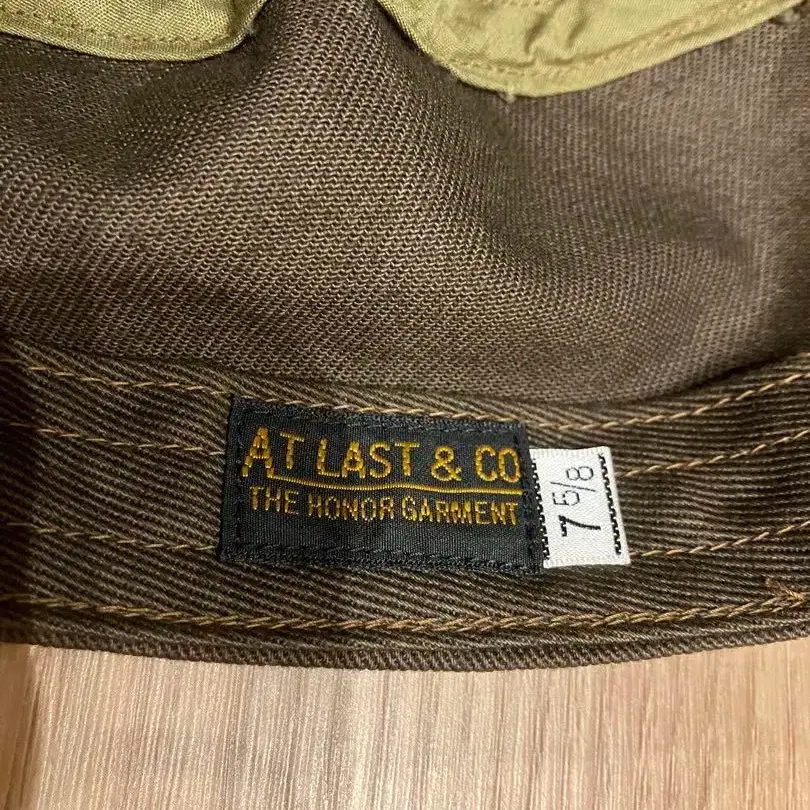 AT LAST & CO
THE HONOR GARMENT
7 5/8